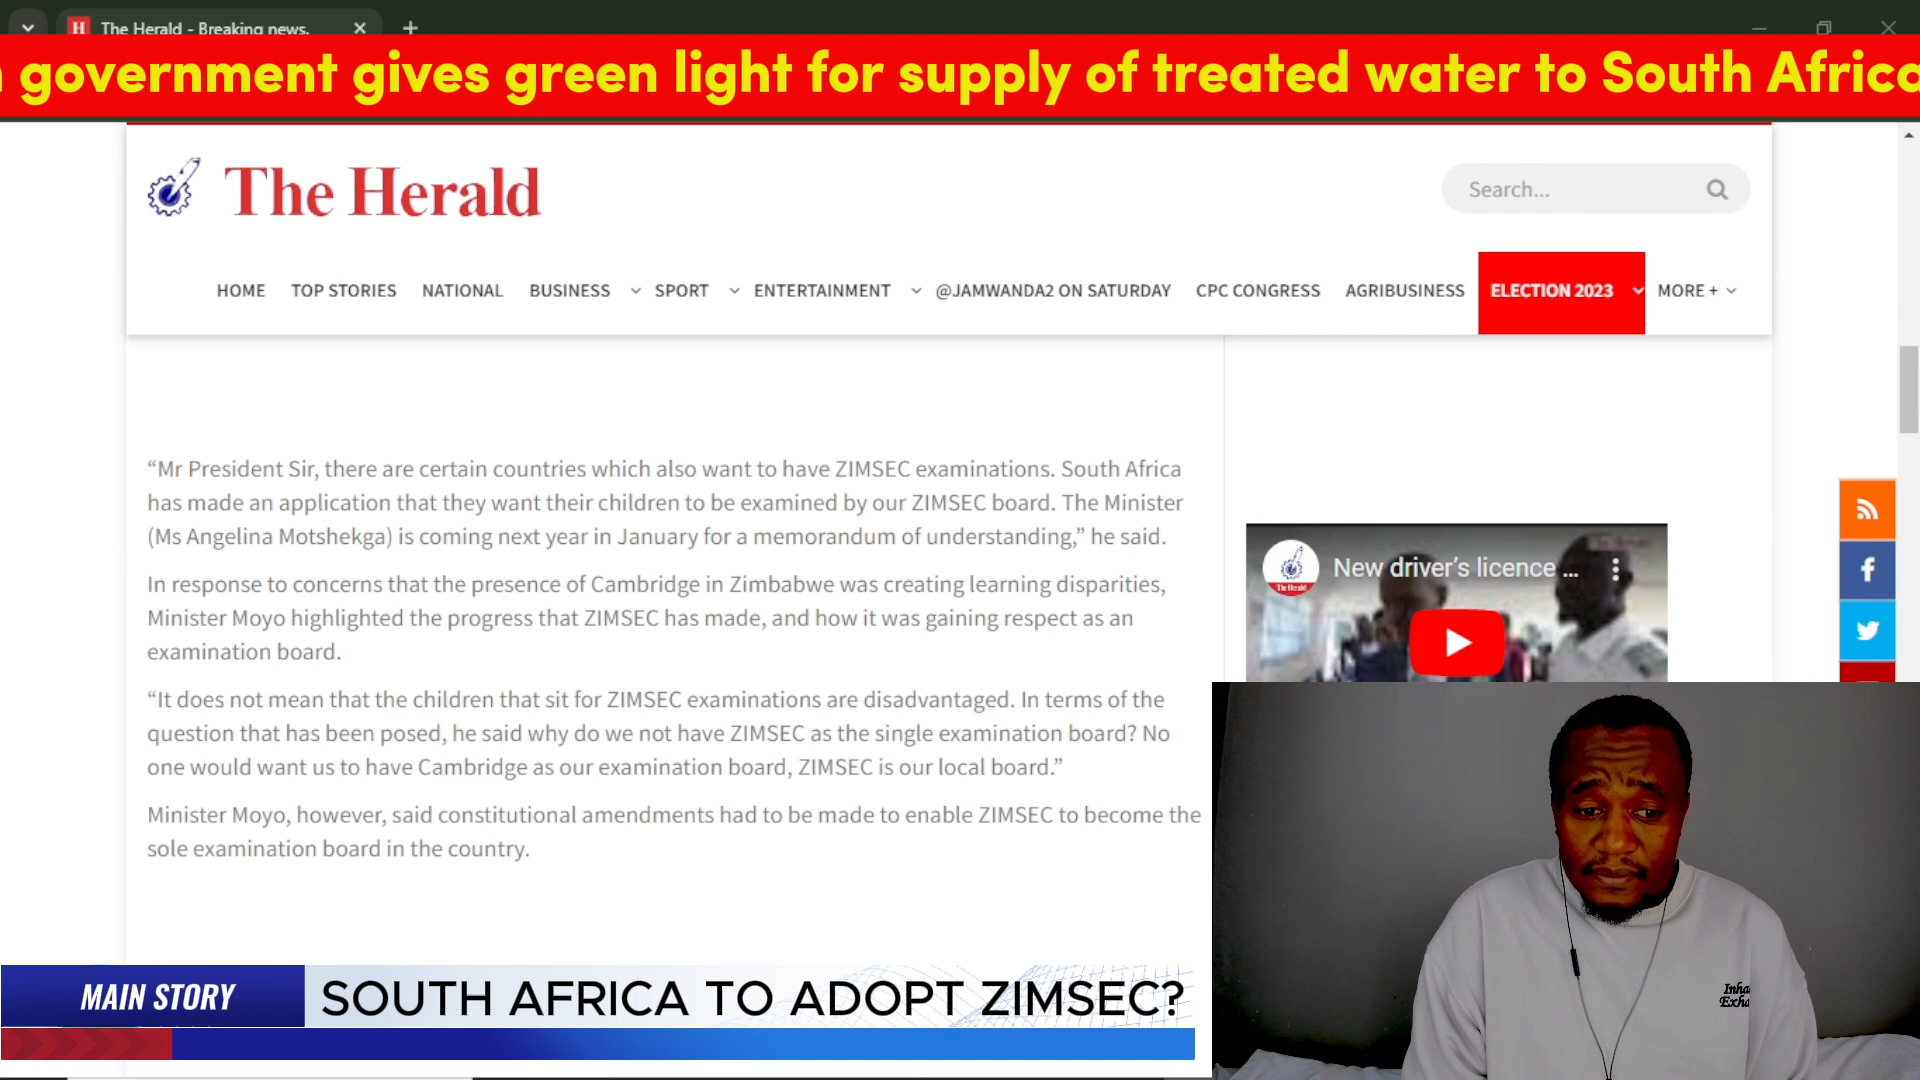 The Herald - Breaking news.
government gives green light for supply of treated water to South Africa
The Herald
Search...
HOME TOP STORIES NATIONAL BUSINESS SPORT ENTERTAINMENT @JAMWANDA2 ON SATURDAY CPC CONGRESS AGRIBUSINESS ELECTION 2023 MORE +
“Mr President Sir, there are certain countries which also want to have ZIMSEC examinations. South Africa
has made an application that they want their children to be examined by our ZIMSEC board. The Minister
(Ms Angelina Motshekga) is coming next year in January for a memorandum of understanding,” he said.
In response to concerns that the presence of Cambridge in Zimbabwe was creating learning disparities,
Minister Moyo highlighted the progress that ZIMSEC has made, and how it was gaining respect as an
examination board.
“It does not mean that the children that sit for ZIMSEC examinations are disadvantaged. In terms of the
question that has been posed, he said why do we not have ZIMSEC as the single examination board? No
one would want us to have Cambridge as our examination board, ZIMSEC is our local board.”
Minister Moyo, however, said constitutional amendments had to be made to enable ZIMSEC to become the
sole examination board in the country.
New driver’s licence ...
The Herald
MAIN STORY
SOUTH AFRICA TO ADOPT ZIMSEC?